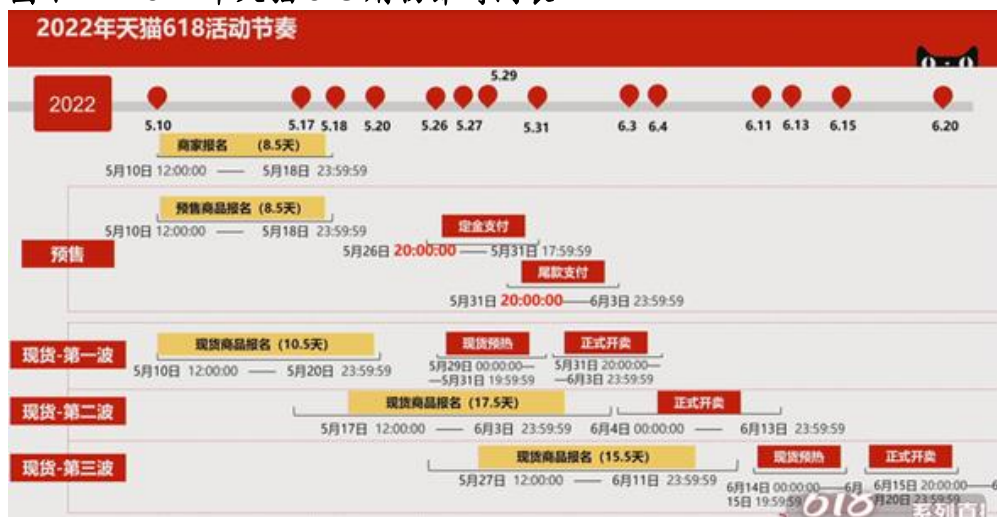 2022年天猫618活动节奏
5.29
2022
5.10 5.17 5.18 5.20 5.26 5.27 5.31 6.3 6.4 6.11 6.13 6.15 6.20
商家报名 (8.5天)
5月10日 12:00:00 —— 5月18日 23:59:59
预售商品报名 (8.5天)
5月10日 12:00:00 —— 5月18日 23:59:59
定金支付
预售
5月26日 20:00:00 —— 5月31日 17:59:59
尾款支付
5月31日 20:00:00——6月3日 23:59:59
现货-第一波
现货商品报名 (10.5天)
5月10日 12:00:00 —— 5月20日 23:59:59
现货预热
5月29日 00:00:00—
—5月31日 19:59:59
正式开卖
5月31日 20:00:00—
—6月3日 23:59:59
现货-第二波
现货商品报名 (17.5天)
5月17日 12:00:00 —— 6月3日 23:59:59
正式开卖
6月4日 00:00:00 —— 6月13日 23:59:59
现货-第三波
现货商品报名 (15.5天)
5月27日 12:00:00 —— 6月11日 23:59:59
现货预热
6月14日 00:00:00——6月
15日 19:59:59
正式开卖
6月15日 20:00:00——6
月20日 23:59:59
618
系列直播